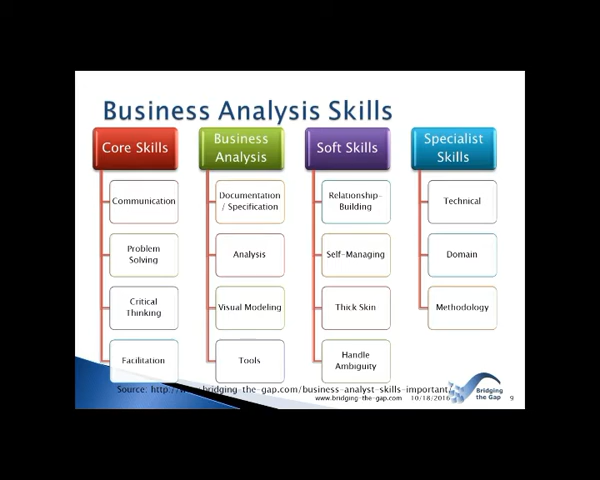 Business Analysis Skills
Core Skills
Communication
Problem
Solving
Critical
Thinking
Facilitation
Business
Analysis
Documentation
/ Specification
Analysis
Visual Modeling
Tools
Soft Skills
Relationship-
Building
Self-Managing
Thick Skin
Handle
Ambiguity
Specialist
Skills
Technical
Domain
Methodology
Source: http://www.bridging-the-gap.com/business-analyst-skills-important/
www.bridging-the-gap.com 10/18/2016
Bridging
the Gap
9